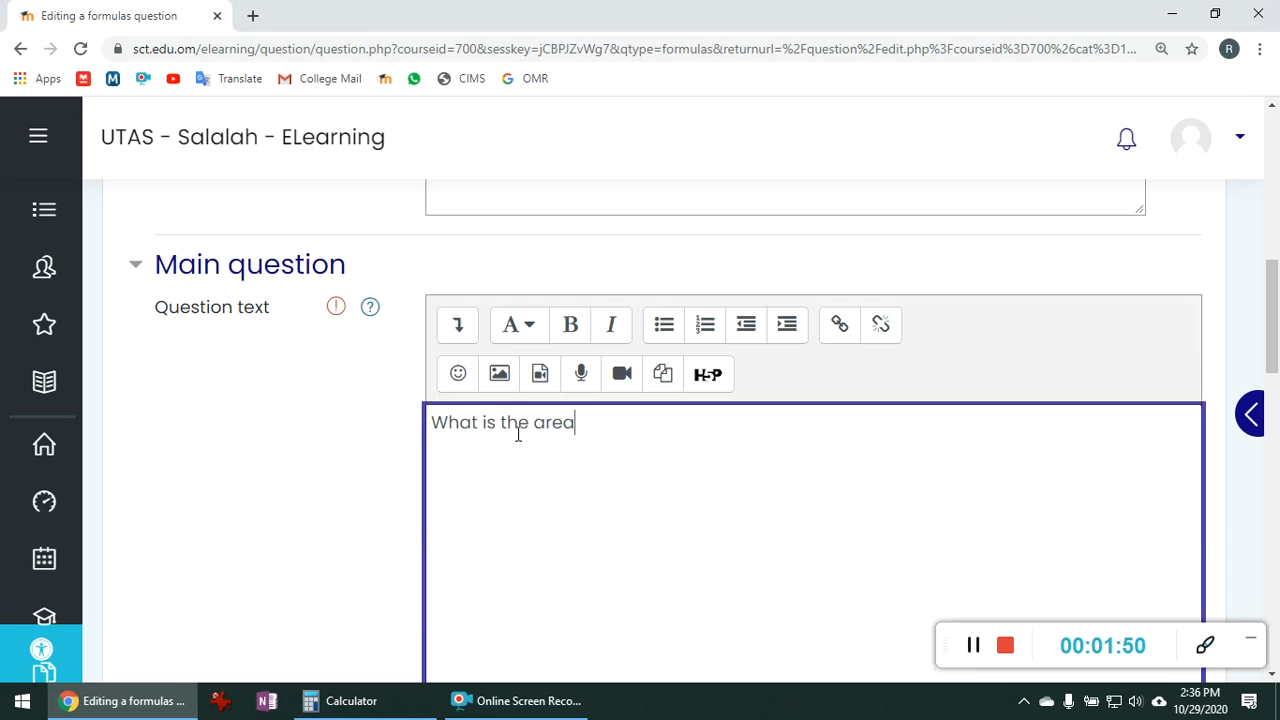 Editing a formulas question
sct.edu.om/elearning/question/question.php?courseid=700&sesskey=jCBPJZvWg7&qtype=formulas&returnurl=%2Fquestion%2Fedit.php%3Fcourseid%3D700%26cat%3D1...
R
Apps
Translate
College Mail
CIMS
OMR
UTAS - Salalah - ELearning
Main question
Question text
A
B
I
H5P
What is the area
00:01:50
Editing a formulas ...
Calculator
Online Screen Reco...
2:36 PM
10/29/2020